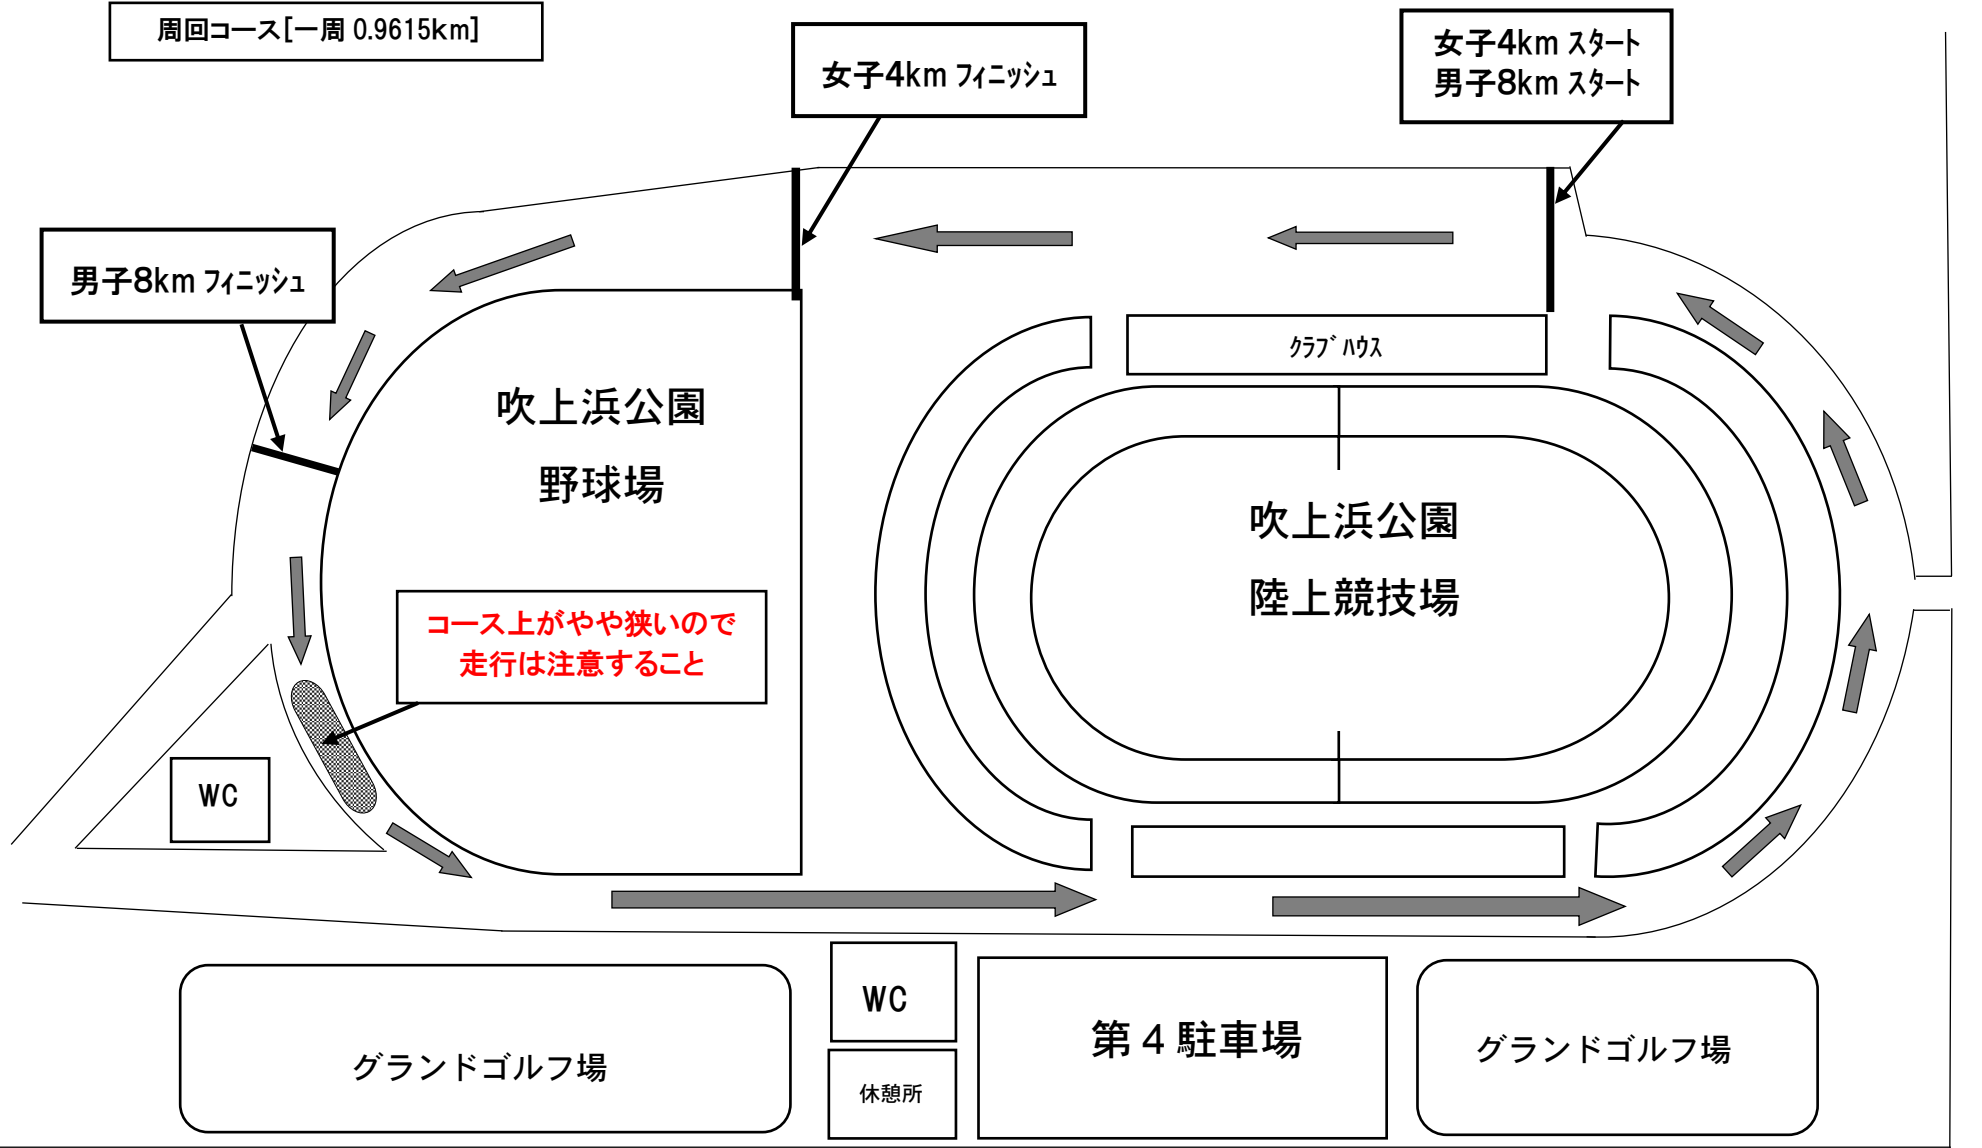 周回コース[一周 0.9615km]
女子4km ﾌｨﾆｯｼｭ
女子4km ｽﾀｰﾄ
男子8km ｽﾀｰﾄ
男子8km ﾌｨﾆｯｼｭ
ｸﾗﾌﾞﾊｳｽ
吹上浜公園
野球場
吹上浜公園
陸上競技場
コース上がやや狭いので
走行は注意すること
WC
WC
休憩所
第４駐車場
グランドゴルフ場
グランドゴルフ場